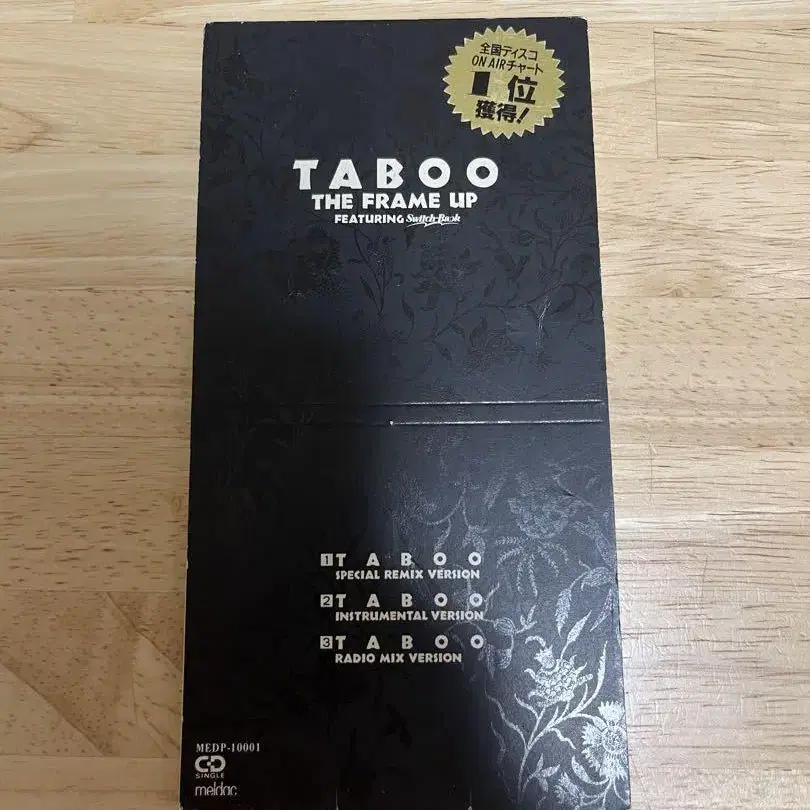 全国ディスコ
ON AIRチャート
1位
獲得!
TABOO
THE FRAME UP
FEATURING Switch-Back
1 TABOO
SPECIAL REMIX VERSION
2 TABOO
INSTRUMENTAL VERSION
3 TABOO
RADIO MIX VERSION
MEDP-10001
CD
SINGLE
meldac